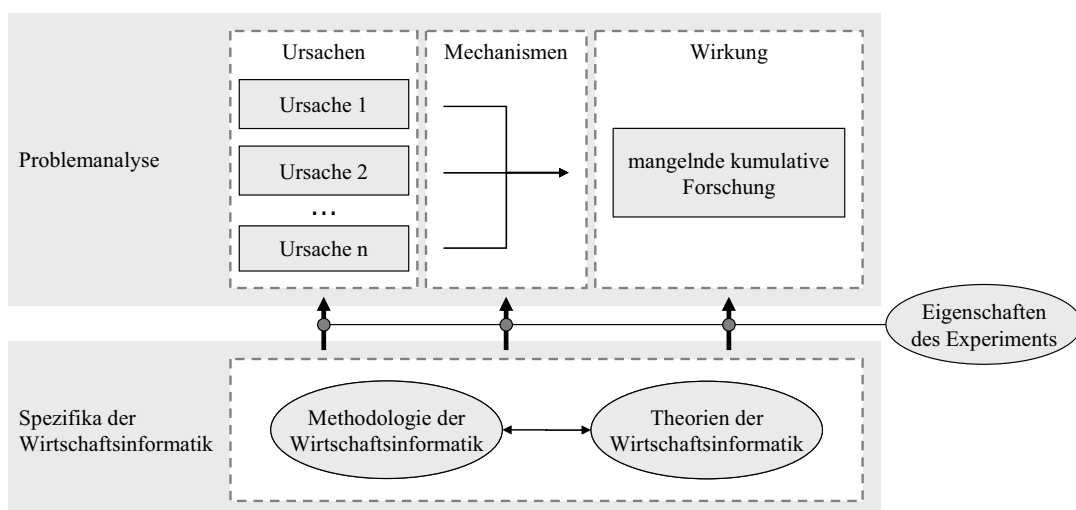 Ursachen
Mechanismen
Wirkung
Problemanalyse
Ursache 1
Ursache 2
...
Ursache n
mangelnde kumulative
Forschung
Eigenschaften
des Experiments
Spezifika der
Wirtschaftsinformatik
Methodologie der
Wirtschaftsinformatik
Theorien der
Wirtschaftsinformatik